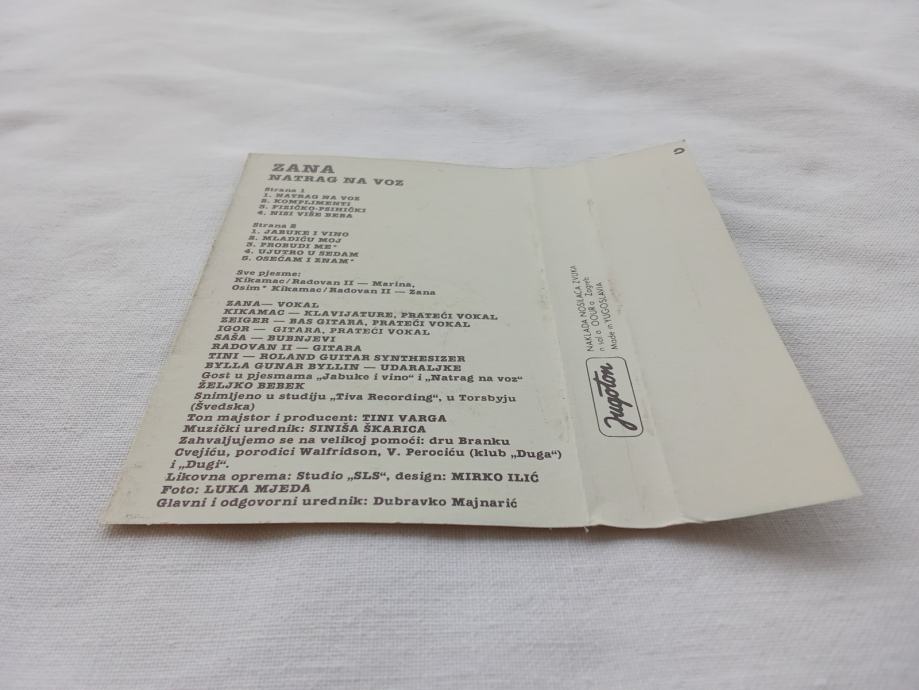 ZANA
NATRAG NA VOZ
Strana 1
1. NATRAG NA VOZ
2. KOMPLIMENTI
3. FIZIČKO-PSIHIČKI
4. NISI VIŠE BEBA
Strana 2
1. JABUKE I VINO
2. MLADIĆU MOJ
3. PROBUDI ME*
4. UJUTRO U SEDAM
5. OSEĆAM I ZNAM*
Sve pjesme:
Kikamac/Radovan II — Marina,
Osim* Kikamac/Radovan II — Zana
ZANA— VOKAL
KIKAMAC — KLAVIJATURE, PRATEĆI VOKAL
ZEIGER — BAS GITARA, PRATEĆI VOKAL
IGOR — GITARA, PRATEĆI VOKAL
SAŠA — BUBNJEVI
RADOVAN II — GITARA
TINI — ROLAND GUITAR SYNTHESIZER
BYLLA GUNAR BYLLIN — UDARALJKE
Gost u pjesmama „Jabuke i vino" i „Natrag na voz"
ŽELJKO BEBEK
Snimljeno u studiju „Tiva Recording", u Torsbyju
(Švedska)
Ton majstor i producent: TINI VARGA
Muzički urednik: SINIŠA ŠKARICA
Zahvaljujemo se na velikoj pomoći: dru Branku
Cvejiću, porodici Walfridson, V. Perociću (klub „Duga")
i „Dugi".
Likovna oprema: Studio „SLS", design: MIRKO ILIĆ
Foto: LUKA MJEDA
Glavni i odgovorni urednik: Dubravko Majnarić
Jugoton
NAKLADA NOSILACA ZVUKA
n sol o OOUR a Zagreb
Made in YUGOSLAVIA